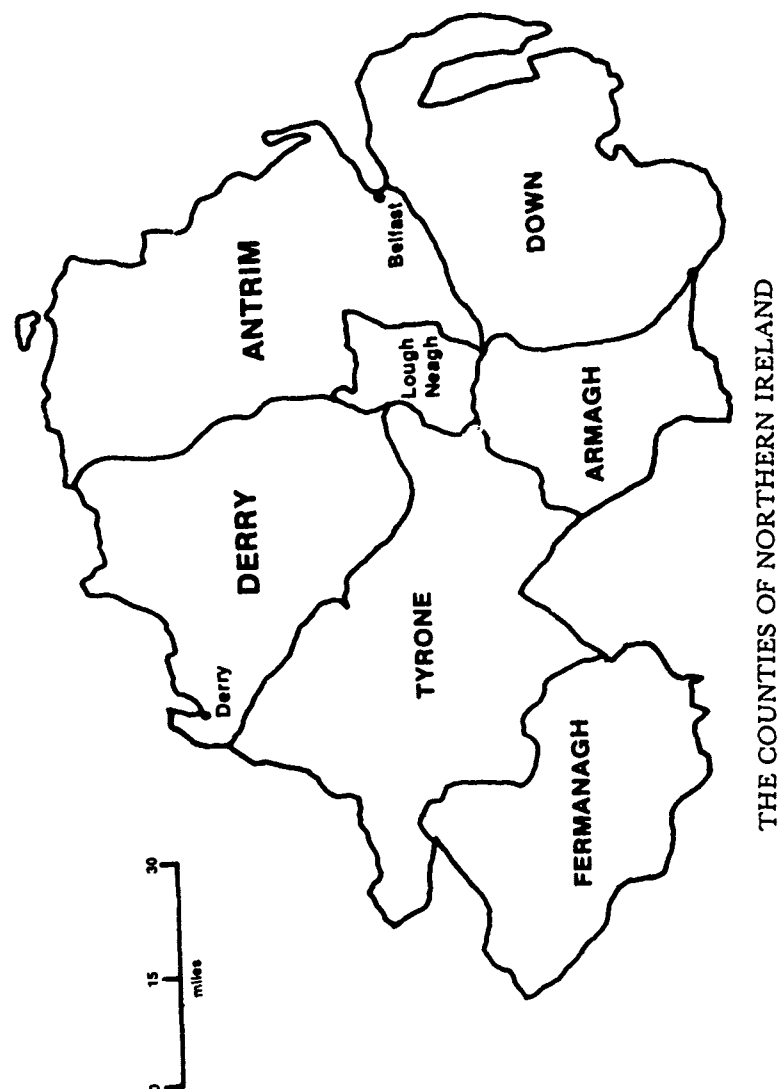 0 15 30
miles
Derry
DERRY
ANTRIM
Belfast
Lough
Neagh
TYRONE
DOWN
ARMAGH
FERMANAGH
THE COUNTIES OF NORTHERN IRELAND